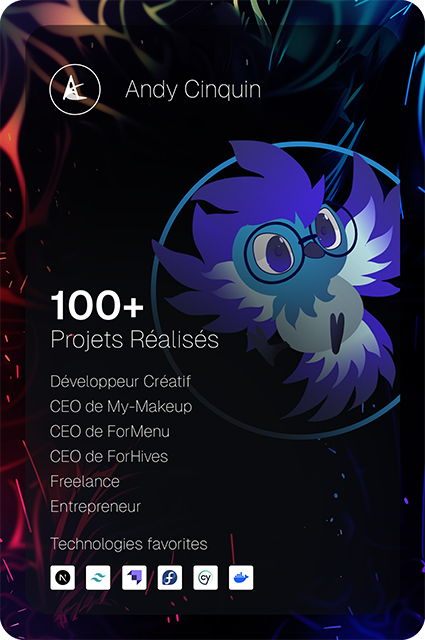 Andy Cinquin
100+
Projets Réalisés
Développeur Créatif
CEO de My-Makeup
CEO de ForMenu
CEO de ForHives
Freelance
Entrepreneur
Technologies favorites
N
cy